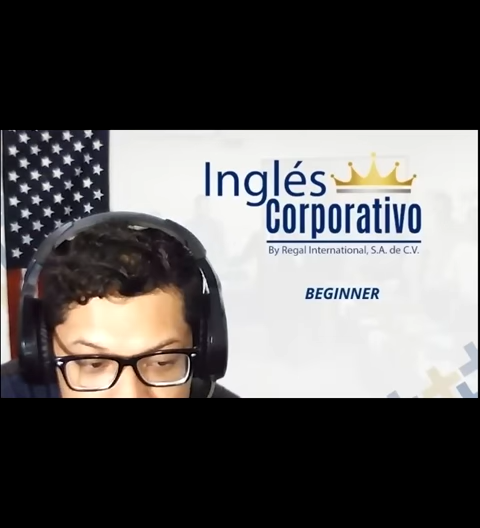 Inglés
Corporativo
By Regal International, S.A. de C.V.
BEGINNER